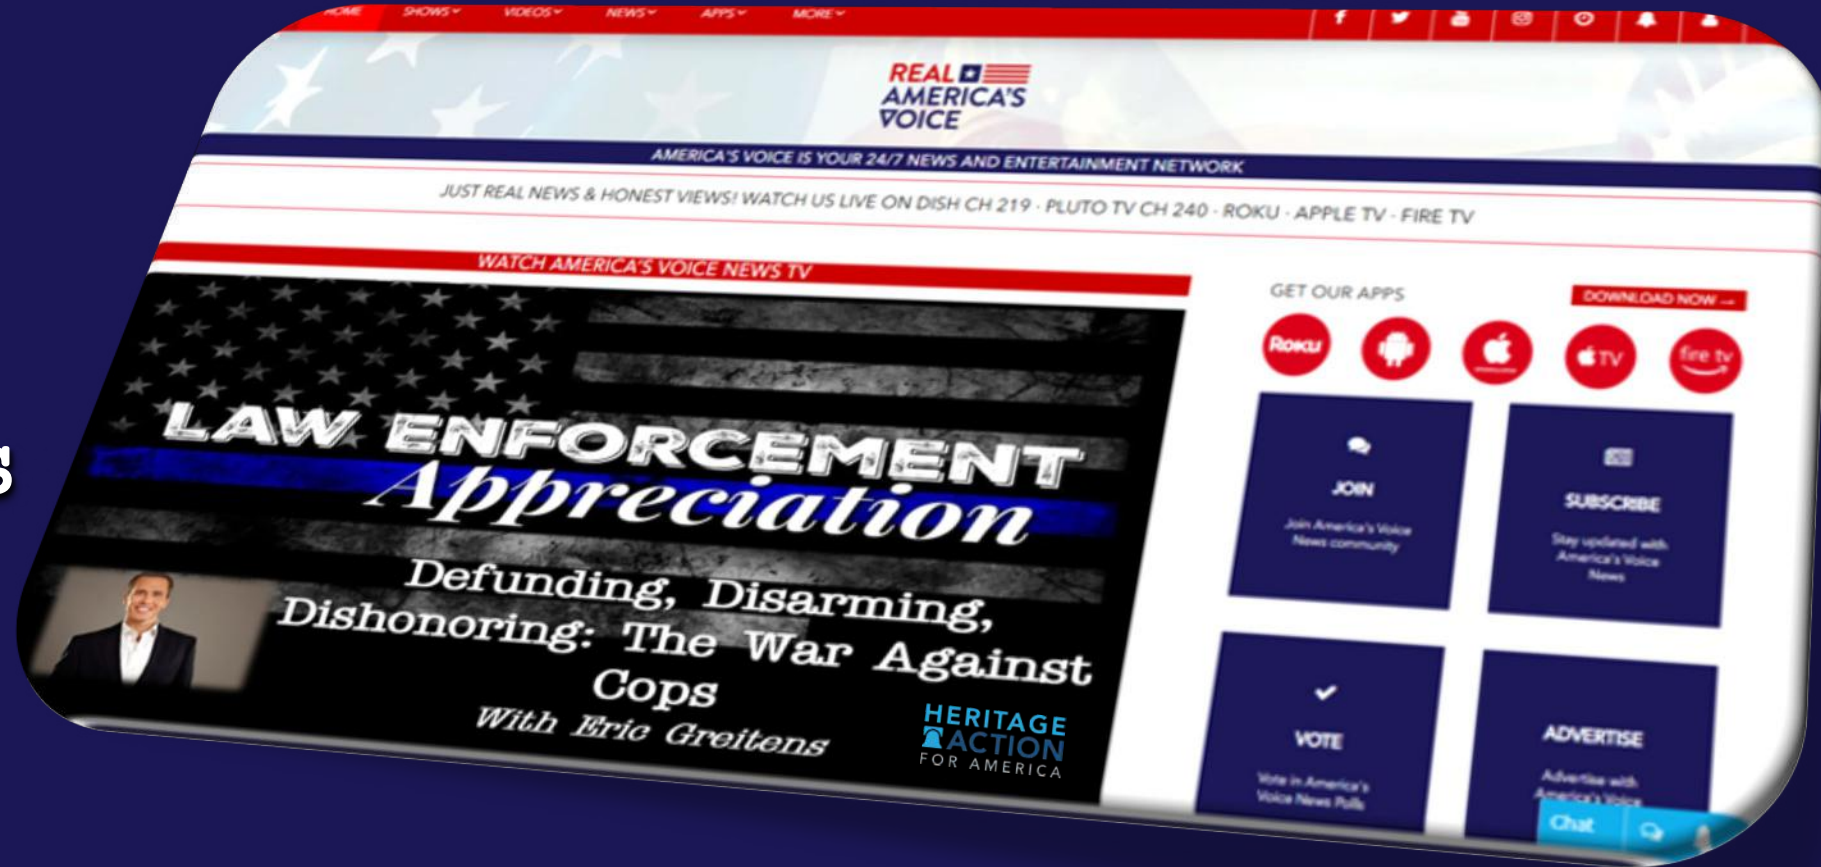 HOME SHOWS VIDEOS NEWS APPS MORE
REAL
AMERICA'S
VOICE
AMERICA'S VOICE IS YOUR 24/7 NEWS AND ENTERTAINMENT NETWORK
JUST REAL NEWS & HONEST VIEWS! WATCH US LIVE ON DISH CH 219 · PLUTO TV CH 240 · ROKU · APPLE TV · FIRE TV
WATCH AMERICA'S VOICE NEWS TV
LAW ENFORCEMENT
Appreciation
Defunding, Disarming,
Dishonoring: The War Against
Cops
With Eric Greitens
HERITAGE
ACTION
FOR AMERICA
GET OUR APPS
DOWNLOAD NOW →
ROKU
TV
fire tv
JOIN
Join America's Voice
News community
SUBSCRIBE
Stay updated with
America's Voice
News
VOTE
Vote in America's
Voice News Polls
ADVERTISE
Advertise with
America's Voice
Chat
s